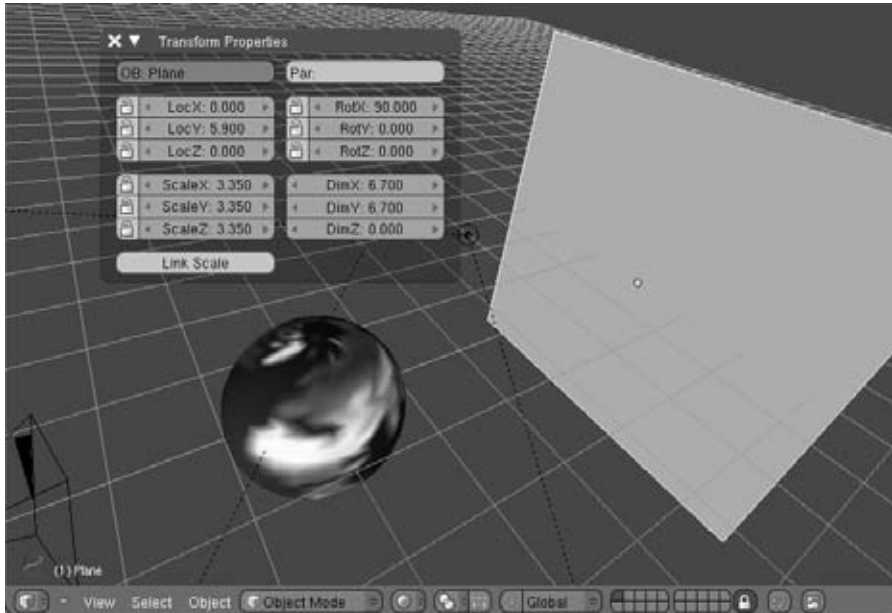 Transform Properties
OB: Plane
Par:
LocX: 0.000
RotX: 90.000
LocY: 5.900
RotY: 0.000
LocZ: 0.000
RotZ: 0.000
ScaleX: 3.350
DimX: 6.700
ScaleY: 3.350
DimY: 6.700
ScaleZ: 3.350
DimZ: 0.000
Link Scale
(1) Plane
View Select Object Object Mode Global